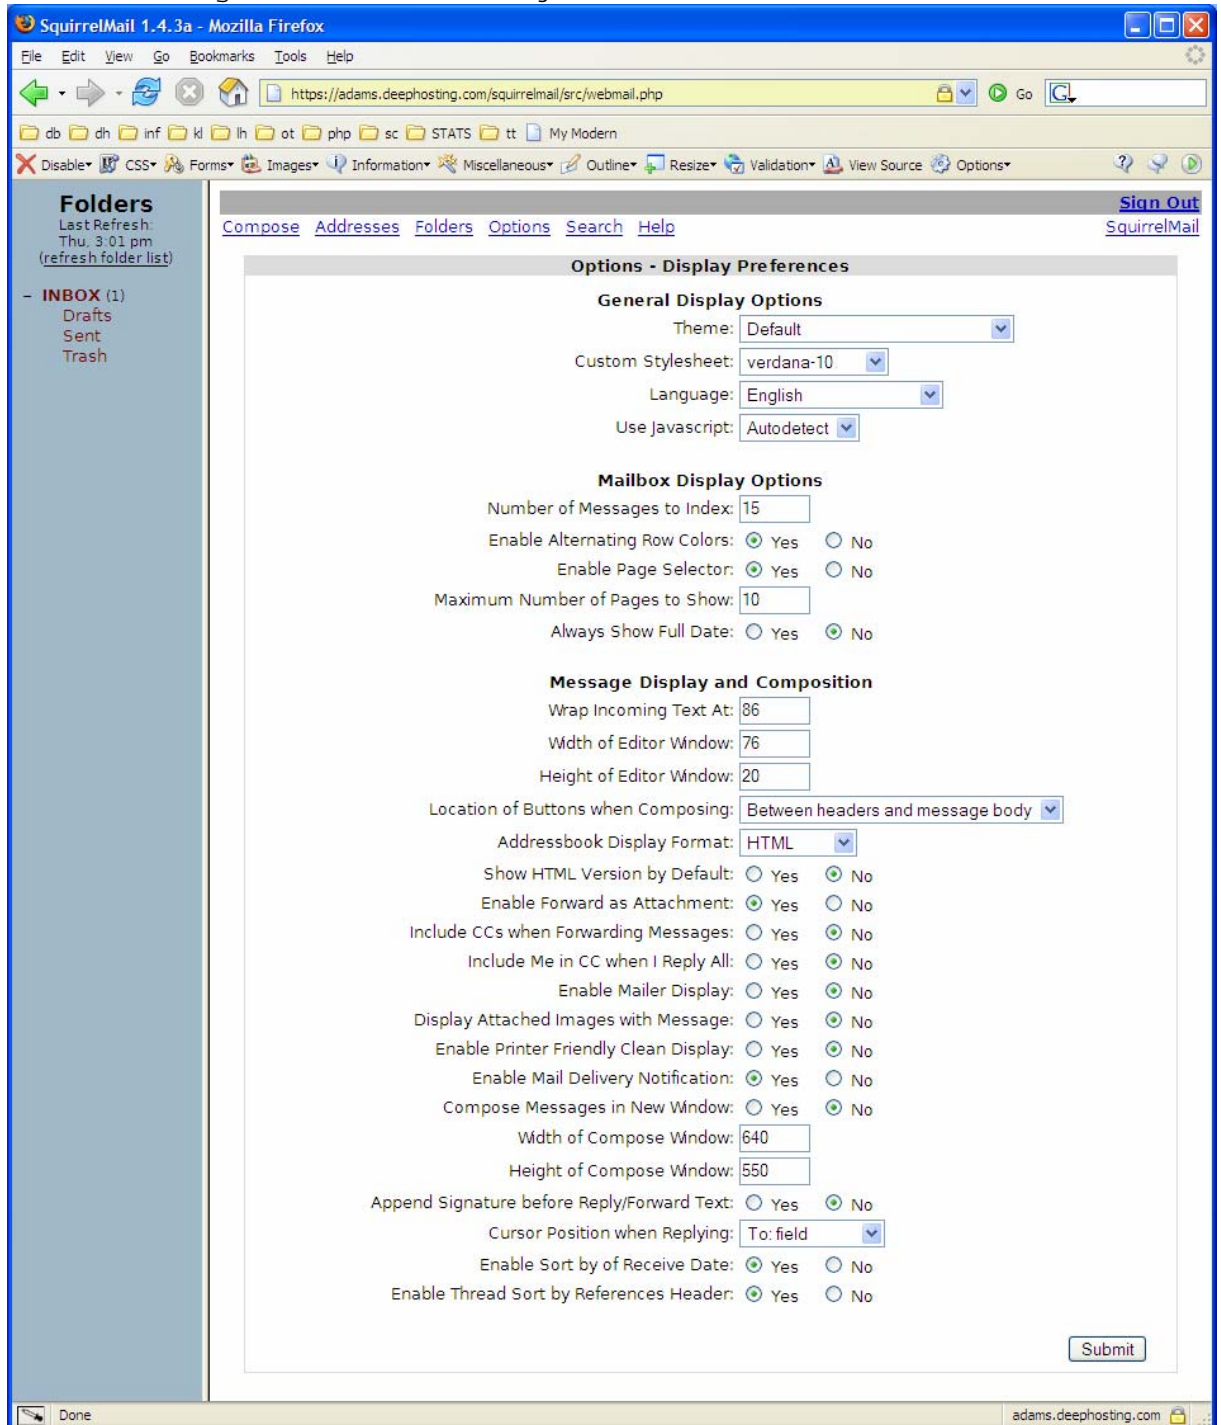 SquirrelMail 1.4.3a - Mozilla Firefox
File Edit View Go Bookmarks Tools Help
https://adams.deephosting.com/squirrelmail/src/webmail.php Go G
db dh inf kl lh ot php sc STATS tt My Modern
Disable CSS Forms Images Information Miscellaneous Outline Resize Validation View Source Options
Folders
Last Refresh:
Thu, 3:01 pm
(refresh folder list)
– INBOX (1)
Drafts
Sent
Trash
Sign Out
Compose Addresses Folders Options Search Help SquirrelMail
Options - Display Preferences
General Display Options
Theme: Default
Custom Stylesheet: verdana-10
Language: English
Use Javascript: Autodetect
Mailbox Display Options
Number of Messages to Index: 15
Enable Alternating Row Colors: Yes No
Enable Page Selector: Yes No
Maximum Number of Pages to Show: 10
Always Show Full Date: Yes No
Message Display and Composition
Wrap Incoming Text At: 86
Width of Editor Window: 76
Height of Editor Window: 20
Location of Buttons when Composing: Between headers and message body
Addressbook Display Format: HTML
Show HTML Version by Default: Yes No
Enable Forward as Attachment: Yes No
Include CCs when Forwarding Messages: Yes No
Include Me in CC when I Reply All: Yes No
Enable Mailer Display: Yes No
Display Attached Images with Message: Yes No
Enable Printer Friendly Clean Display: Yes No
Enable Mail Delivery Notification: Yes No
Compose Messages in New Window: Yes No
Width of Compose Window: 640
Height of Compose Window: 550
Append Signature before Reply/Forward Text: Yes No
Cursor Position when Replying: To: field
Enable Sort by of Receive Date: Yes No
Enable Thread Sort by References Header: Yes No
Submit
Done adams.deephosting.com